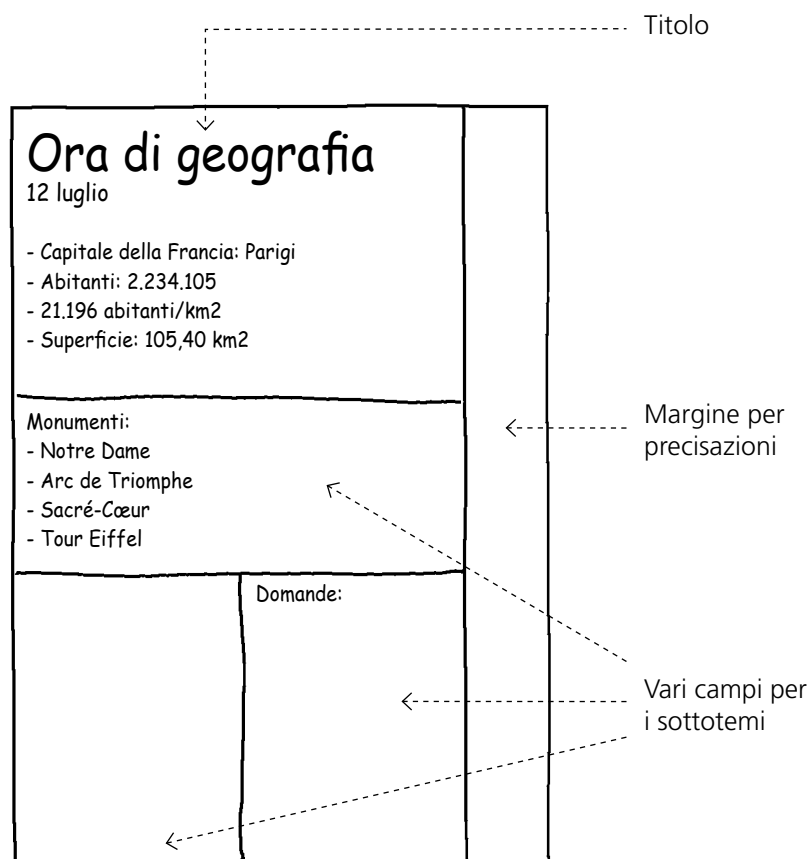 Titolo
Ora di geografia
12 luglio
- Capitale della Francia: Parigi
- Abitanti: 2.234.105
- 21.196 abitanti/km2
- Superficie: 105,40 km2
Monumenti:
- Notre Dame
- Arc de Triomphe
- Sacré-Cœur
- Tour Eiffel
Domande:
Margine per
precisazioni
Vari campi per
i sottotemi